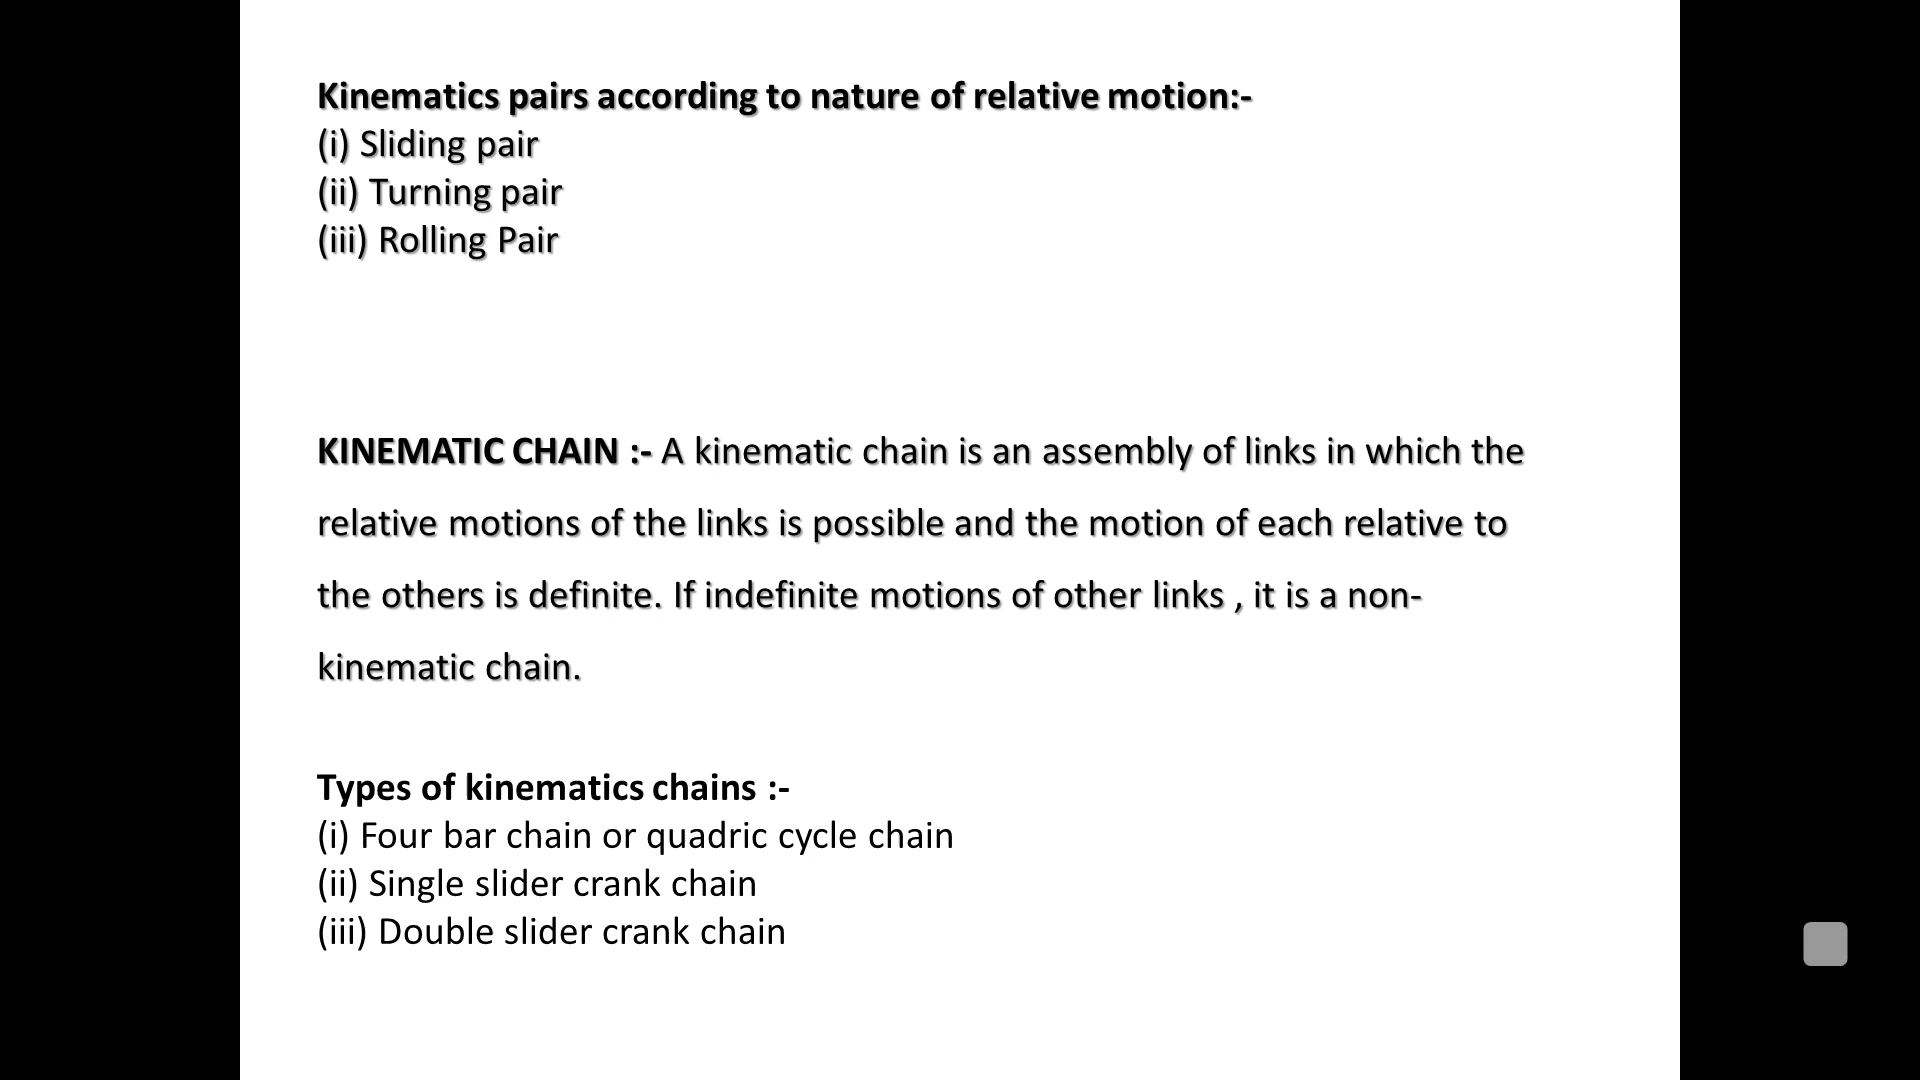 Kinematics pairs according to nature of relative motion:-
(i) Sliding pair
(ii) Turning pair
(iii) Rolling Pair
KINEMATIC CHAIN :- A kinematic chain is an assembly of links in which the
relative motions of the links is possible and the motion of each relative to
the others is definite. If indefinite motions of other links , it is a non-
kinematic chain.
Types of kinematics chains :-
(i) Four bar chain or quadric cycle chain
(ii) Single slider crank chain
(iii) Double slider crank chain